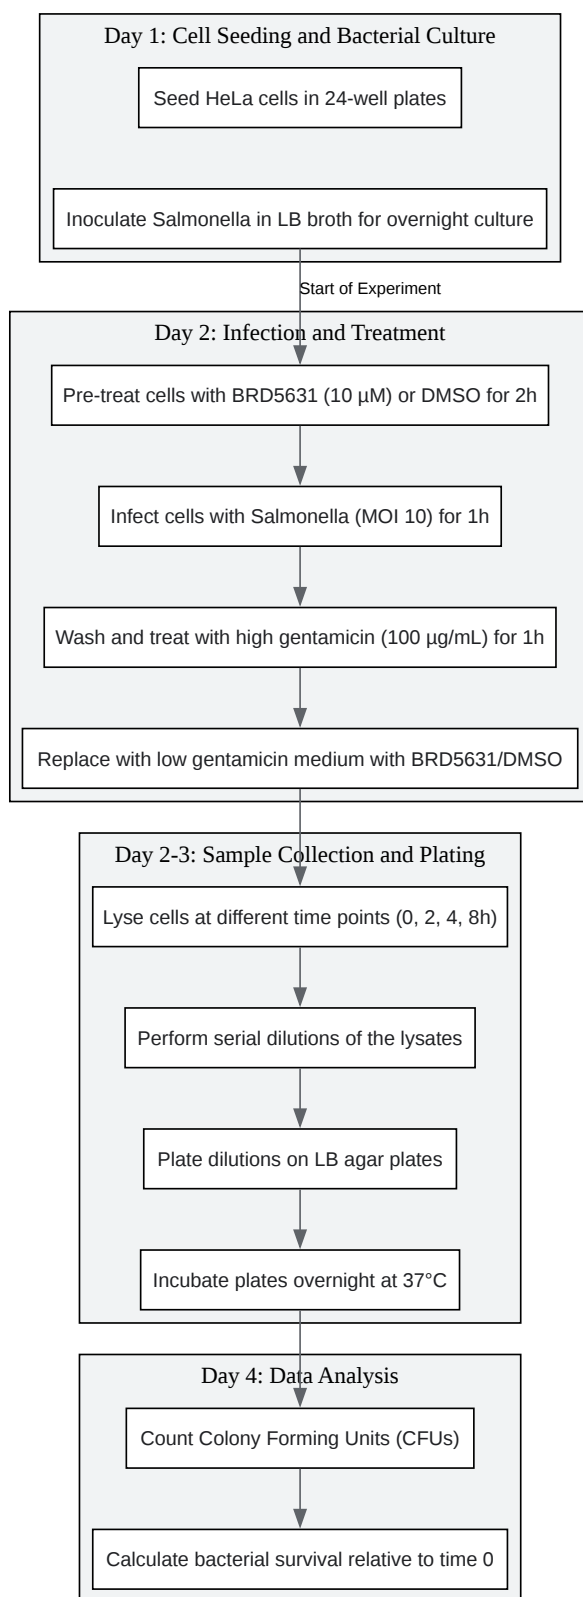 Day 1: Cell Seeding and Bacterial Culture
Seed HeLa cells in 24-well plates
Inoculate Salmonella in LB broth for overnight culture
Start of Experiment
Day 2: Infection and Treatment
Pre-treat cells with BRD5631 (10 µM) or DMSO for 2h
Infect cells with Salmonella (MOI 10) for 1h
Wash and treat with high gentamicin (100 µg/mL) for 1h
Replace with low gentamicin medium with BRD5631/DMSO
Day 2-3: Sample Collection and Plating
Lyse cells at different time points (0, 2, 4, 8h)
Perform serial dilutions of the lysates
Plate dilutions on LB agar plates
Incubate plates overnight at 37°C
Day 4: Data Analysis
Count Colony Forming Units (CFUs)
Calculate bacterial survival relative to time 0